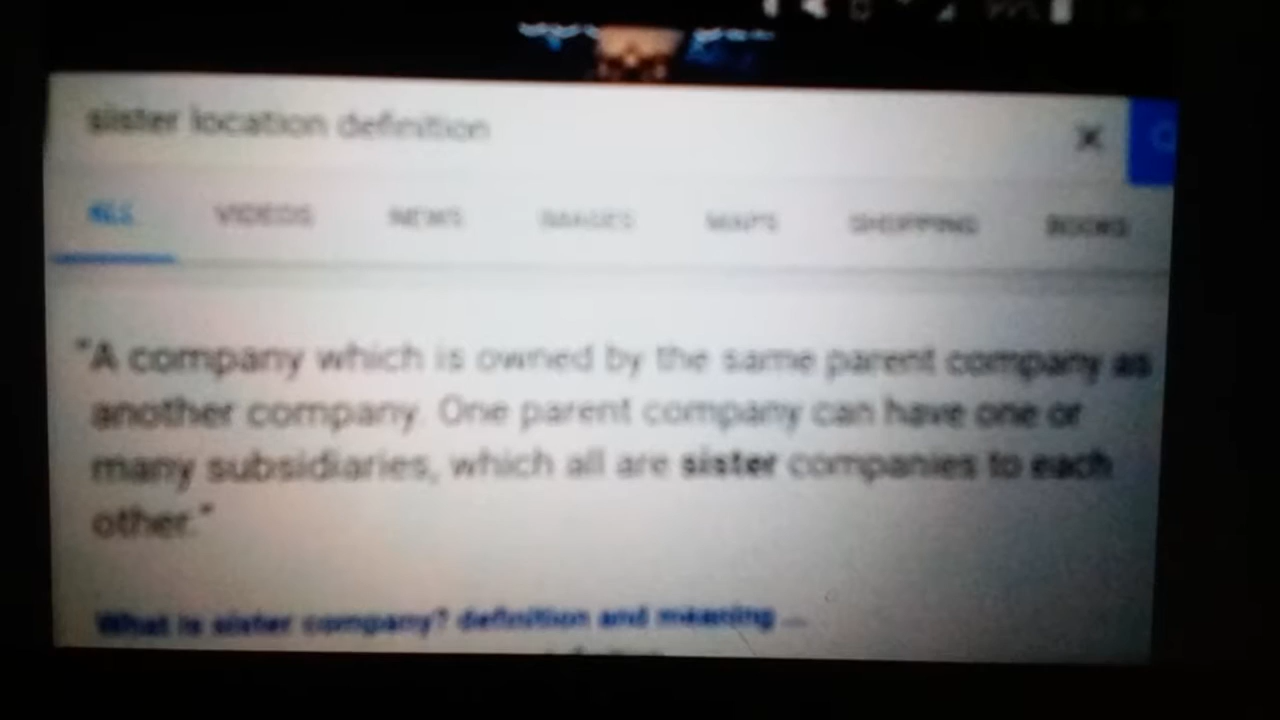 sister location definition
ALL VIDEOS NEWS IMAGES MAPS SHOPPING BOOKS
"A company which is owned by the same parent company as
another company. One parent company can have one or
many subsidiaries, which all are sister companies to each
other."
What is sister company? definition and meaning ...